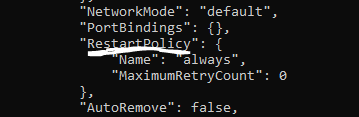 "NetworkMode": "default",
"PortBindings": {},
"RestartPolicy": {
"Name": "always",
"MaximumRetryCount": 0
},
"AutoRemove": false,